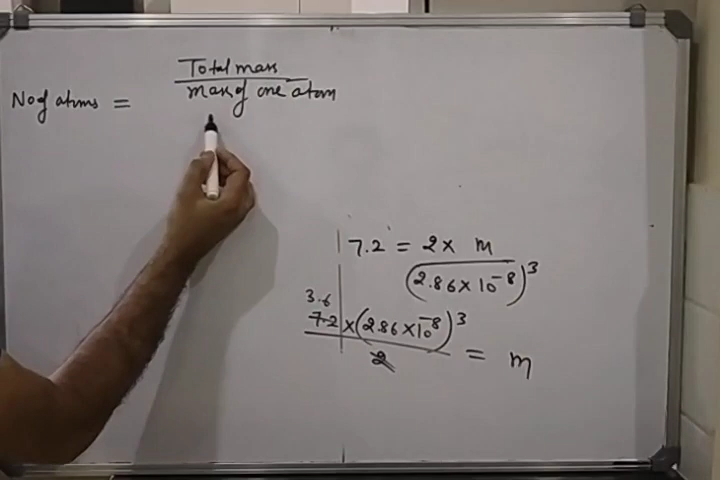 Total mass
No of atoms = mass of one atom
7.2 = 2 × m
(2.86 × 10⁻⁸)³
3.6
7.2 × (2.86 × 10⁻⁸)³
2 = m